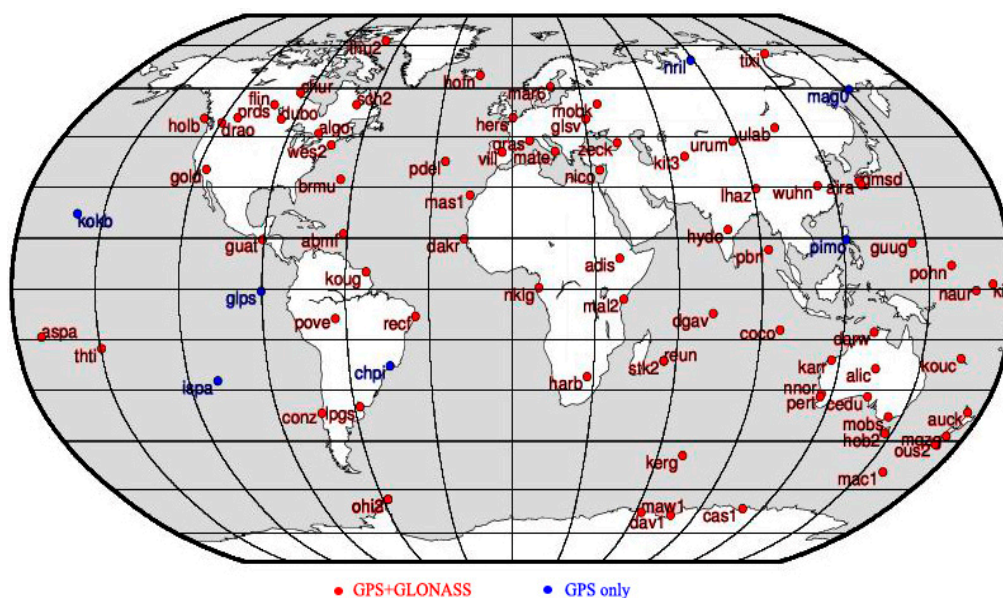 thu2
tixi
nril
hofn
mar6
mag0
chur
flin
sch2
prds
dubo
mobk
holb
drao
hers
glsv
algo
ulab
wes2
gras
zeck
urum
vill
mate
kit3
pdel
gold
nico
brmu
lhaz
wuhn
aira
gmsd
mas1
kokb
hyde
guat
abmf
dakr
pimo
guug
pbri
adis
koug
pohn
glps
nklg
mal2
naur
pove
recf
dgav
coco
aspa
darw
thti
reun
stk2
karr
kouc
chpi
alic
ispa
harb
nnor
pert
cedu
conz
lpgs
mobs
auck
hob2
mqzg
ous2
kerg
mac1
ohi3
maw1
dav1
cas1
GPS+GLONASS
GPS only